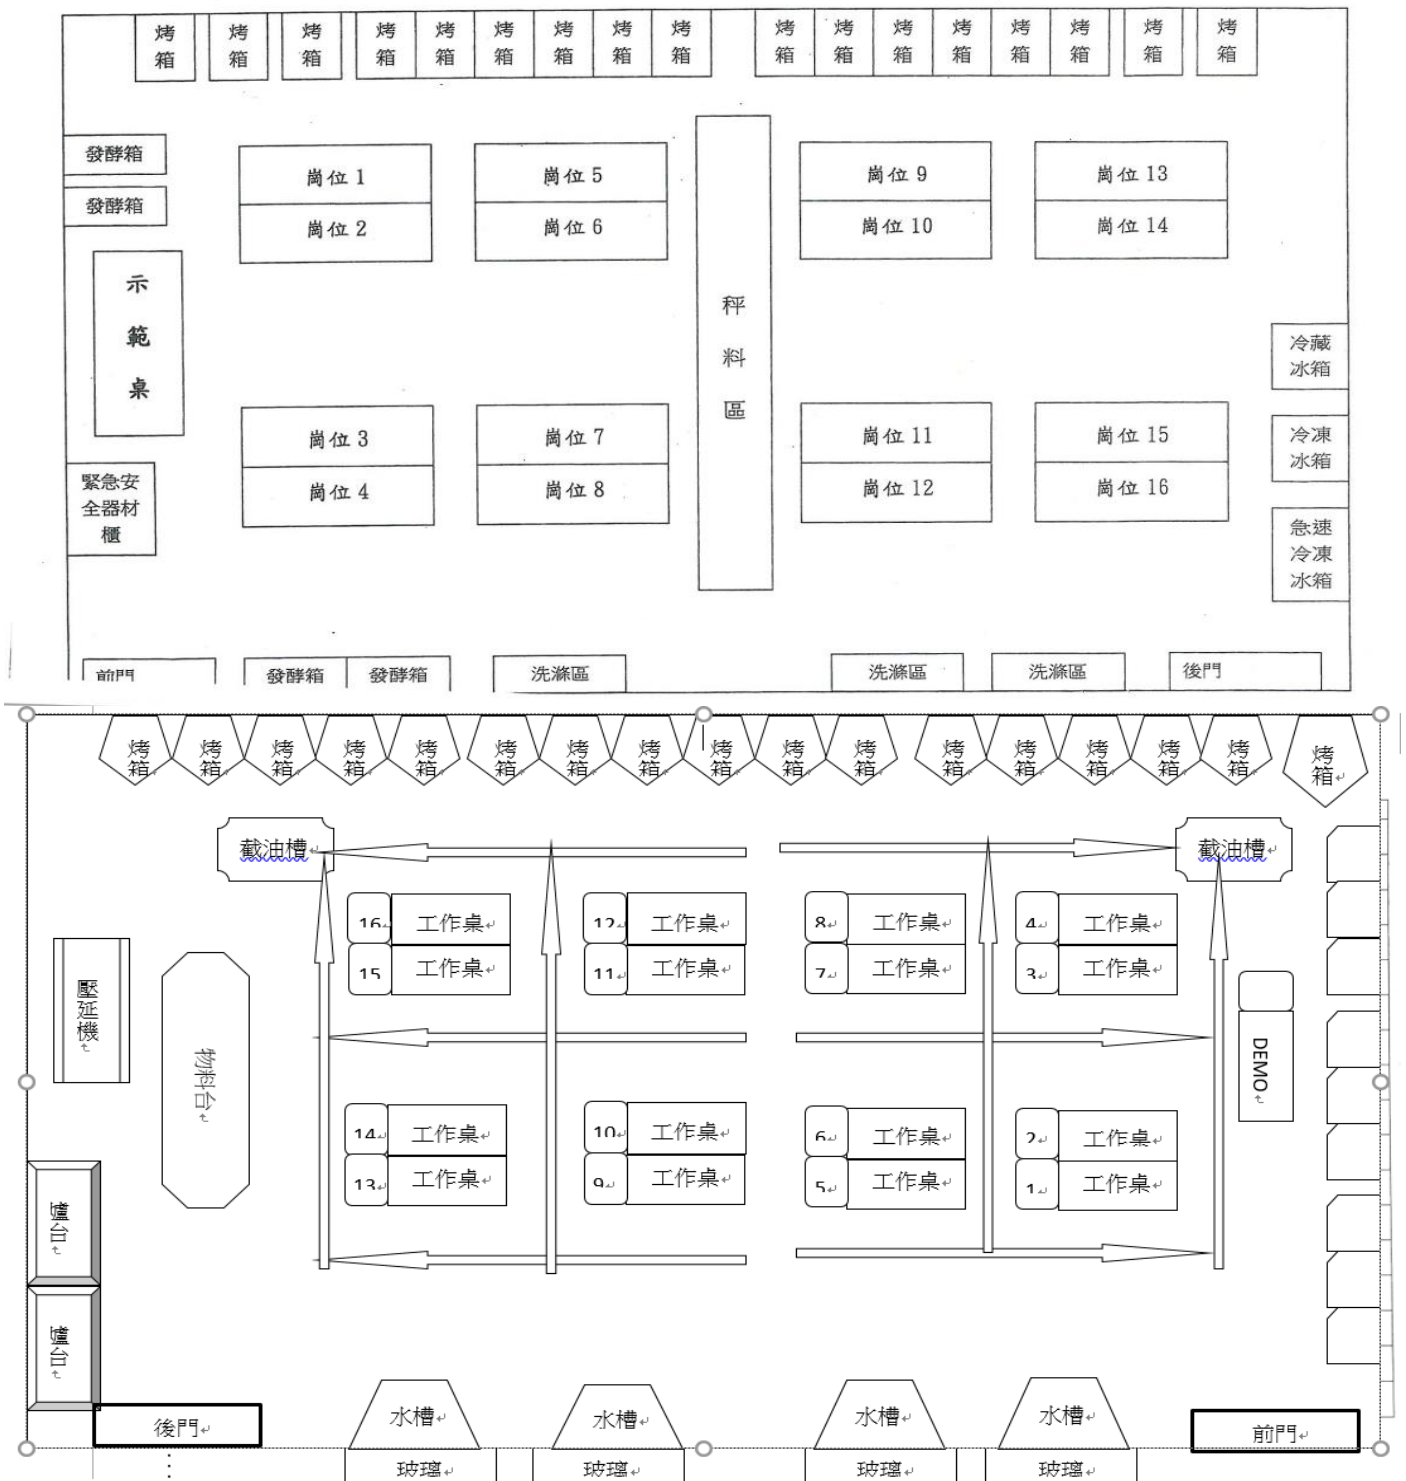 烤箱 烤箱 烤箱 烤箱 烤箱 烤箱 烤箱 烤箱 烤箱 烤箱 烤箱 烤箱 烤箱 烤箱 烤箱 烤箱 烤箱
發酵箱
發酵箱
崗位 1 崗位 5 崗位 9 崗位 13
崗位 2 崗位 6 崗位 10 崗位 14
示範桌
秤料區
冷藏
冰箱
崗位 3 崗位 7 崗位 11 崗位 15
崗位 4 崗位 8 崗位 12 崗位 16
冷凍
冰箱
緊急安
全器材
櫃
急速
冷凍
冰箱
前門 發酵箱 發酵箱 洗滌區 洗滌區 洗滌區 後門
烤箱 烤箱 烤箱 烤箱 烤箱 烤箱 烤箱 烤箱 烤箱 烤箱 烤箱 烤箱 烤箱 烤箱 烤箱 烤箱 烤箱
截油槽 截油槽
16 工作桌 12 工作桌 8 工作桌 4 工作桌
15 工作桌 11 工作桌 7 工作桌 3 工作桌
壓延機
物料台
DEMO
14 工作桌 10 工作桌 6 工作桌 2 工作桌
13 工作桌 9 工作桌 5 工作桌 1 工作桌
爐台
爐台
後門 水槽 水槽 水槽 水槽 前門
玻璃 玻璃 玻璃 玻璃